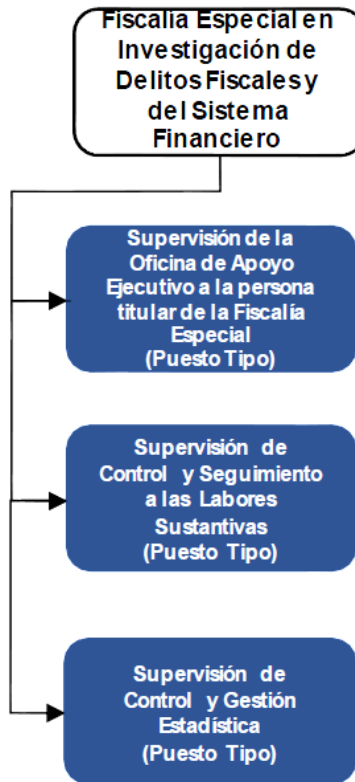 Fiscalía Especial en
Investigación de
Delitos Fiscales y
del Sistema
Financiero
Supervisión de la
Oficina de Apoyo
Ejecutivo a la persona
titular de la Fiscalía
Especial
(Puesto Tipo)
Supervisión de
Control y Seguimiento
a las Labores
Sustantivas
(Puesto Tipo)
Supervisión de
Control y Gestión
Estadística
(Puesto Tipo)